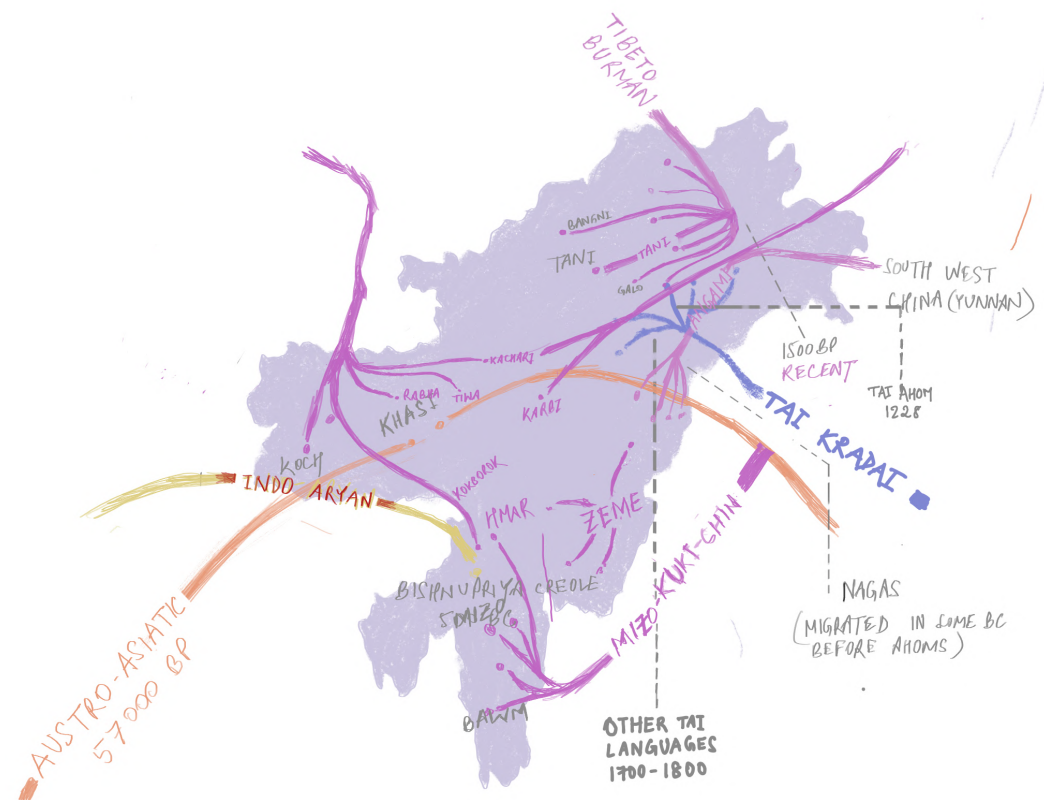 TIBETO
BURMAN
BANGNI
TANI
TANI
GALO
ANGAMI
SOUTH WEST
CHINA (YUNNAN)
1500BP
RECENT
TAI AHOM
1228
KACHARI
RABHA
TIWA
KARBI
KHASI
TAI KRADAI
KOCH
INDO ARYAN
KOKBOROK
HMAR
ZEME
MIZO-KUKI-CHIN
BISHNUPRIYA CREOLE
MIZO
BAWM
NAGAS
(MIGRATED IN SOME BC
BEFORE AHOMS)
AUSTRO-ASIATIC
57000 BP
OTHER TAI
LANGUAGES
1700-1800